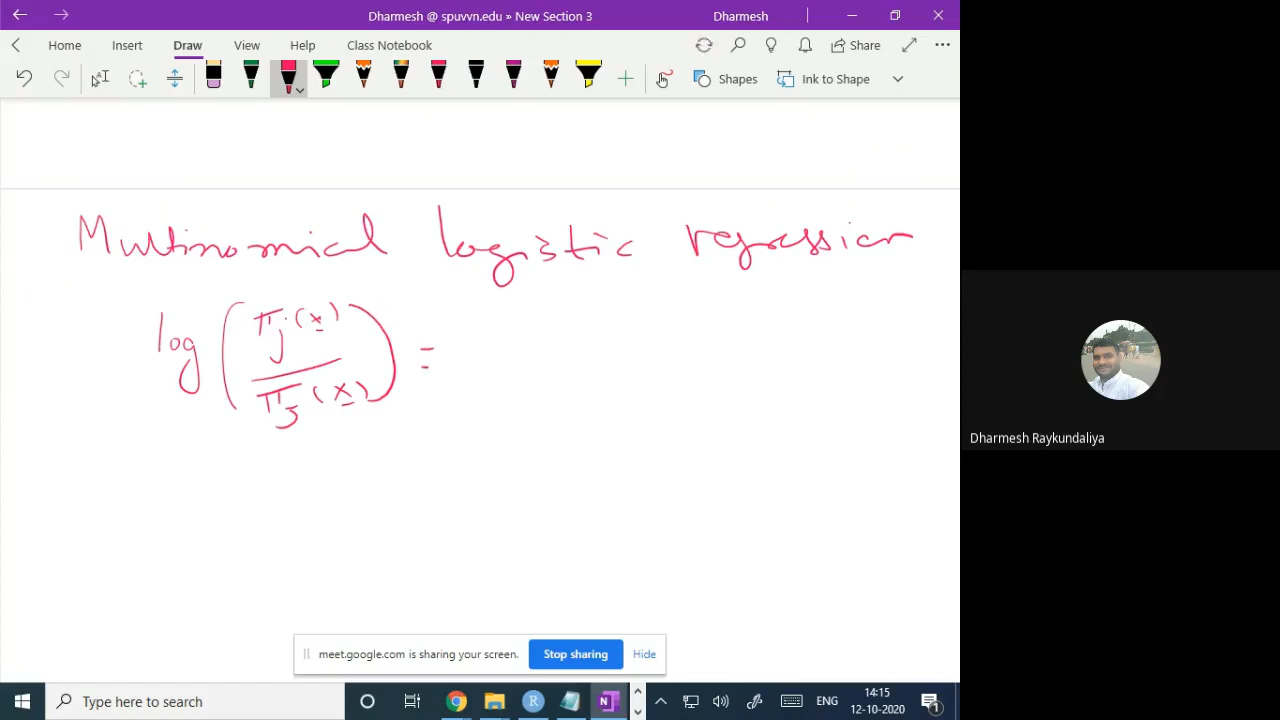 Dharmesh @ spuvvn.edu » New Section 3 Dharmesh
Home Insert Draw View Help Class Notebook Share
Shapes Ink to Shape
Multinomial logistic regression
log ( πj(x) / πJ(x) ) =
Dharmesh Raykundaliya
meet.google.com is sharing your screen. Stop sharing Hide
Type here to search R N ENG 14:15
12-10-2020 1